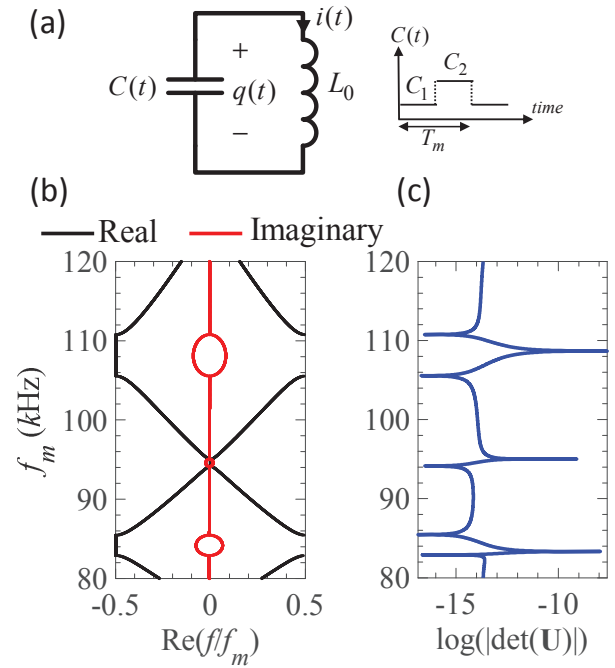 (a)
i(t)
+
C(t)
q(t)
L0
−
C(t)
C1
C2
time
Tm
(b)
(c)
Real
Imaginary
fm (kHz)
120
110
100
90
80
-0.5
0
0.5
Re(f/fm)
120
110
100
90
80
-15
-10
log(|det(U)|)